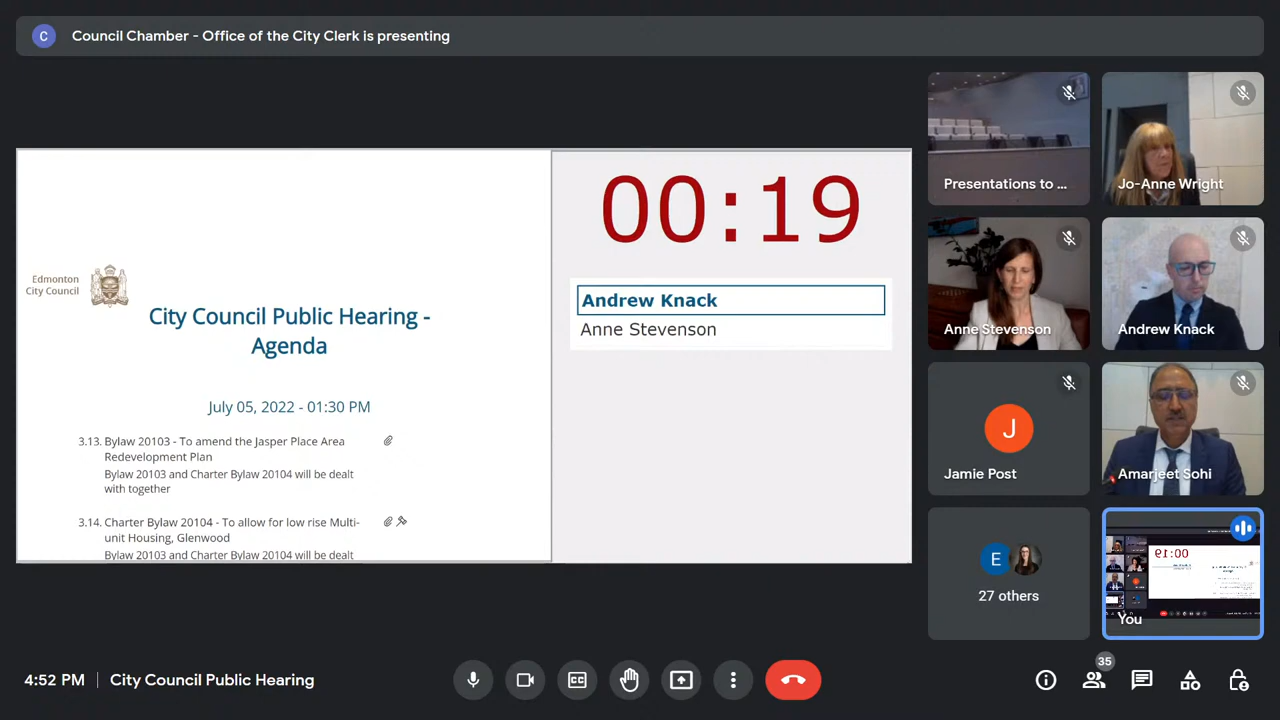 C
Council Chamber - Office of the City Clerk is presenting
Edmonton
City Council
City Council Public Hearing -
Agenda
July 05, 2022 - 01:30 PM
3.13. Bylaw 20103 - To amend the Jasper Place Area
Redevelopment Plan
Bylaw 20103 and Charter Bylaw 20104 will be dealt
with together
3.14. Charter Bylaw 20104 - To allow for low rise Multi-
unit Housing, Glenwood
Bylaw 20103 and Charter Bylaw 20104 will be dealt
00:19
Andrew Knack
Anne Stevenson
Presentations to ...
Jo-Anne Wright
Anne Stevenson
Andrew Knack
J
Jamie Post
Amarjeet Sohi
E
27 others
00:19
You
4:52 PM | City Council Public Hearing
CC
35